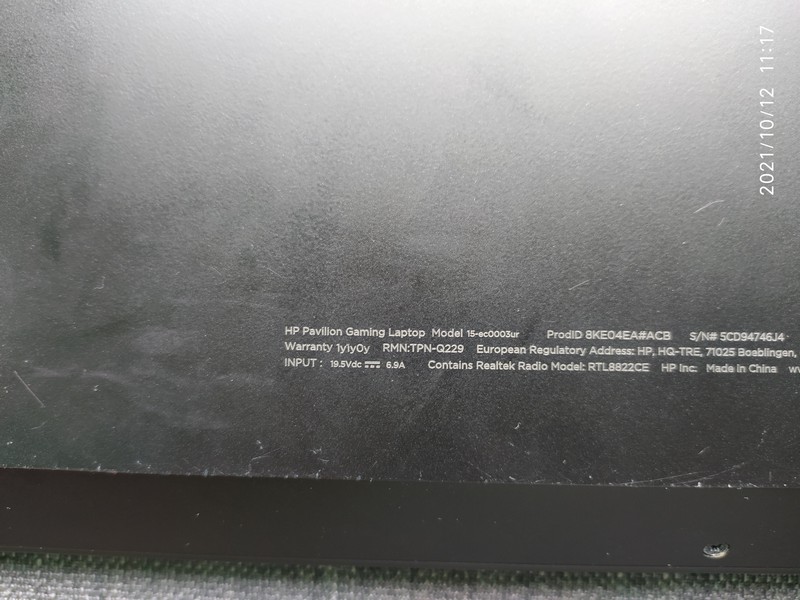 HP Pavilion Gaming Laptop Model 15-ec0003ur ProdID 8KE04EA#ACB S/N# 5CD94746J4
Warranty 1y1y0y RMN:TPN-Q229 European Regulatory Address: HP, HQ-TRE, 71025 Boeblingen,
INPUT : 19.5Vdc 6.9A Contains Realtek Radio Model: RTL8822CE HP Inc. Made in China
2021/10/12 11:17